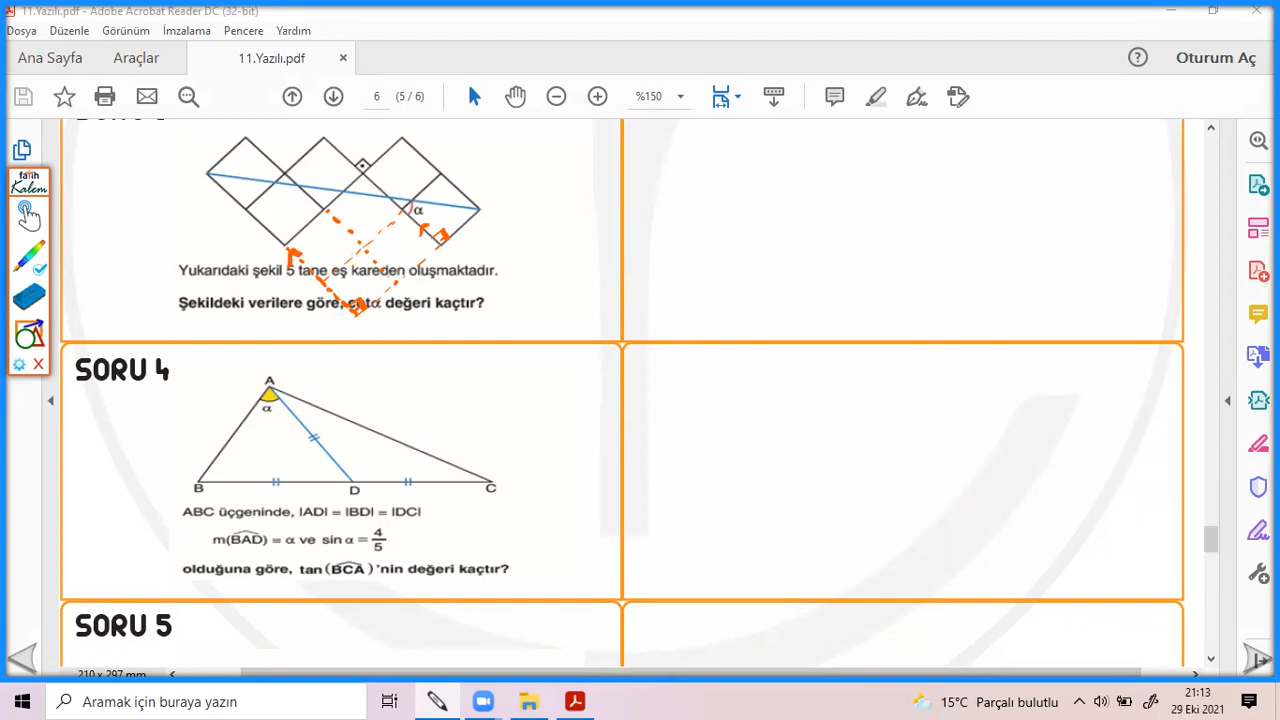 11.Yazılı.pdf - Adobe Acrobat Reader DC (32-bit)
Dosya Düzenle Görünüm İmzalama Pencere Yardım
Ana Sayfa Araçlar 11.Yazılı.pdf × Oturum Aç
6 (5 / 6) %150
fatih
Kalem
α
Yukarıdaki şekil 5 tane eş kareden oluşmaktadır.
Şekildeki verilere göre, cotα değeri kaçtır?
SORU 4
A
α
B D C
ABC üçgeninde, |AD| = |BD| = |DC|
m(BAD) = α ve sin α = 4/5
olduğuna göre, tan (BCA) 'nin değeri kaçtır?
SORU 5
210 x 297 mm
Aramak için buraya yazın
15°C Parçalı bulutlu
21:13
29 Eki 2021